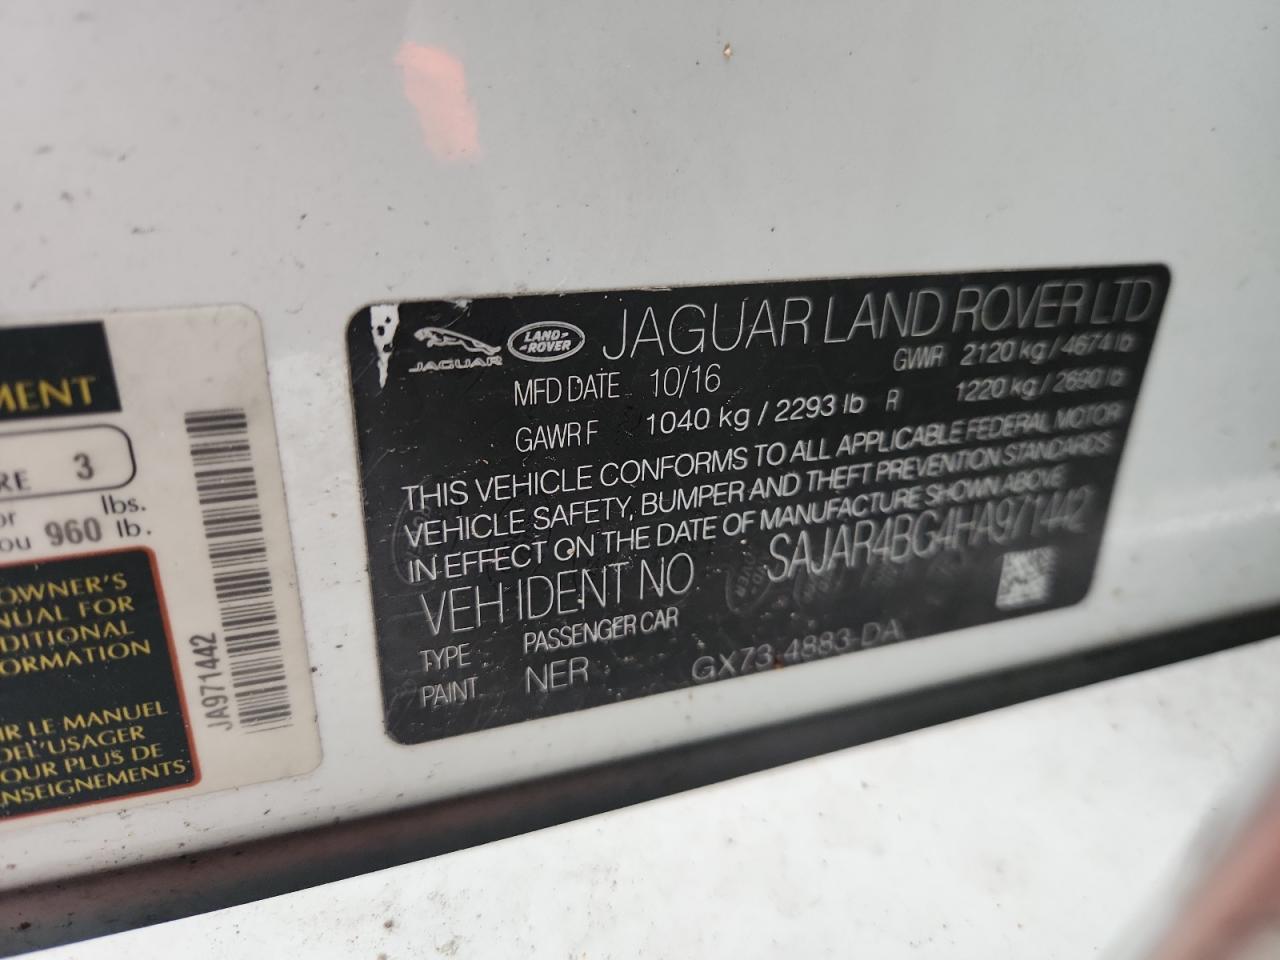 MENT
RE 3
or lbs.
ou 960 lb.
OWNER'S
NUAL FOR
DITIONAL
ORMATION
IR LE MANUEL
DE L'USAGER
OUR PLUS DE
NSEIGNEMENTS
JA971442
JAGUAR
LAND-
-ROVER
JAGUAR LAND ROVER LTD
MFD DATE 10/16 GVWR 2120 kg / 4674 lb
GAWR F 1040 kg / 2293 lb R 1220 kg / 2690 lb
THIS VEHICLE CONFORMS TO ALL APPLICABLE FEDERAL MOTOR
VEHICLE SAFETY, BUMPER AND THEFT PREVENTION STANDARDS
IN EFFECT ON THE DATE OF MANUFACTURE SHOWN ABOVE
VEH IDENT NO SAJAR4BG4HA971442
TYPE PASSENGER CAR
PAINT NER GX73-4883-DA